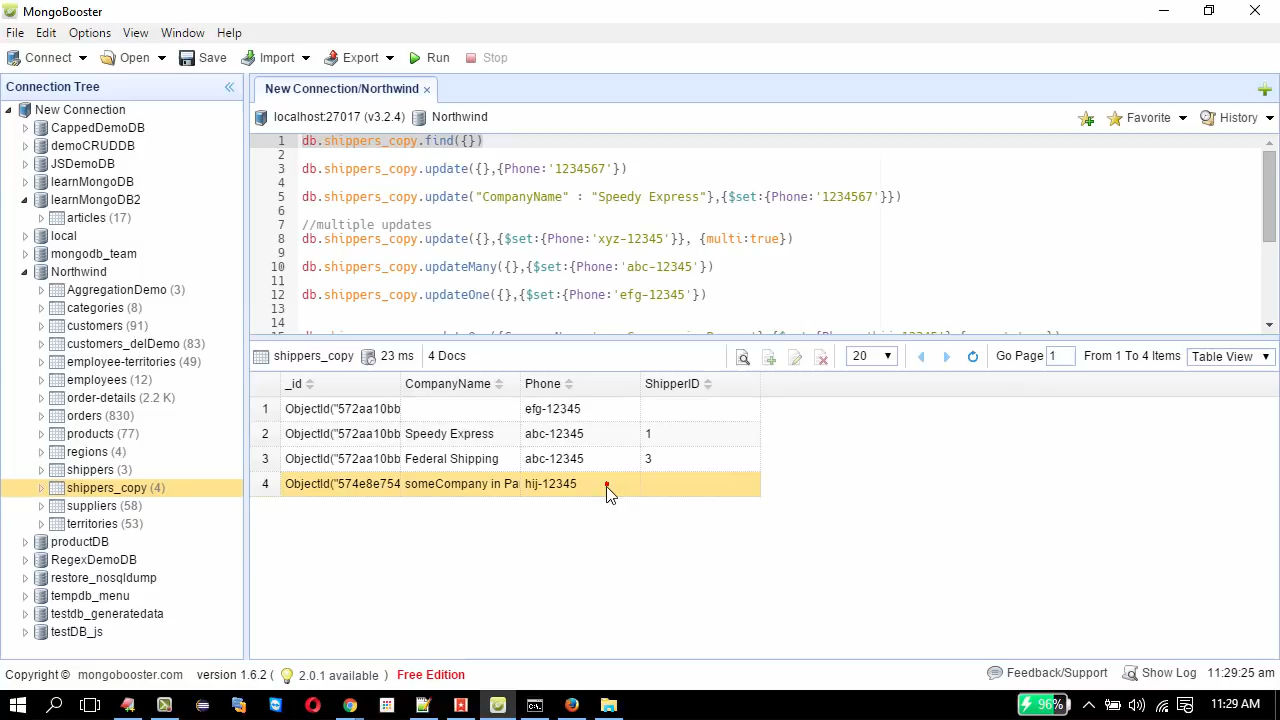 MongoBooster
File Edit Options View Window Help
Connect Open Save Import Export Run Stop
Connection Tree
New Connection
CappedDemoDB
demoCRUDDB
JSDemoDB
learnMongoDB
learnMongoDB2
articles (17)
local
mongodb_team
Northwind
AggregationDemo (3)
categories (8)
customers (91)
customers_delDemo (83)
employee-territories (49)
employees (12)
order-details (2.2 K)
orders (830)
products (77)
regions (4)
shippers (3)
shippers_copy (4)
suppliers (58)
territories (53)
productDB
RegexDemoDB
restore_nosqldump
tempdb_menu
testdb_generatedata
testDB_js
New Connection/Northwind ×
localhost:27017 (v3.2.4) Northwind Favorite History
1 db.shippers_copy.find({})
2
3 db.shippers_copy.update({},{Phone:'1234567'})
4
5 db.shippers_copy.update("CompanyName" : "Speedy Express"},{$set:{Phone:'1234567'}})
6
7 //multiple updates
8 db.shippers_copy.update({},{$set:{Phone:'xyz-12345'}}, {multi:true})
9
10 db.shippers_copy.updateMany({},{$set:{Phone:'abc-12345'})
11
12 db.shippers_copy.updateOne({},{$set:{Phone:'efg-12345'})
13
14
shippers_copy 23 ms 4 Docs 20 Go Page 1 From 1 To 4 Items Table View
_id CompanyName Phone ShipperID
1 ObjectId("572aa10bb efg-12345
2 ObjectId("572aa10bb Speedy Express abc-12345 1
3 ObjectId("572aa10bb Federal Shipping abc-12345 3
4 ObjectId("574e8e754 someCompany in Pa hij-12345
Copyright © mongobooster.com version 1.6.2 ( 2.0.1 available ) Free Edition Feedback/Support Show Log 11:29:25 am
96% 11:29 AM